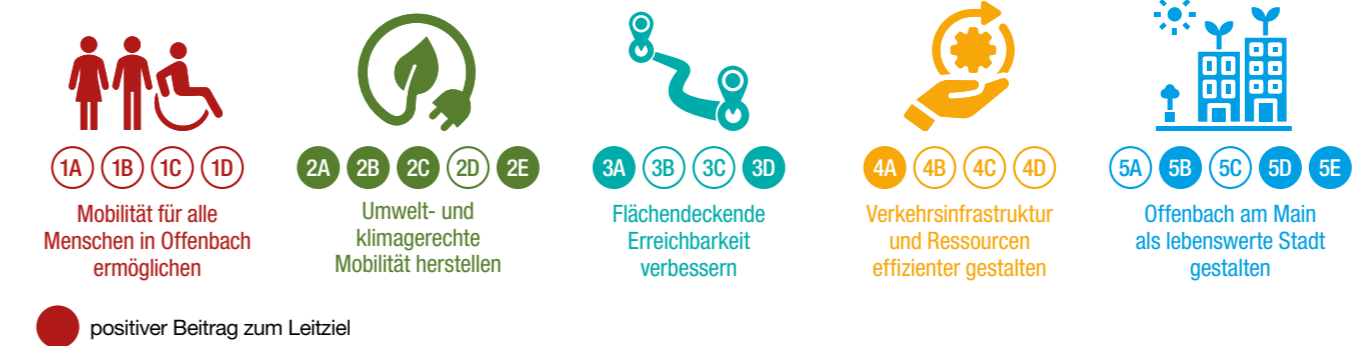 1A 1B 1C 1D
Mobilität für alle
Menschen in Offenbach
ermöglichen
2A 2B 2C 2D 2E
Umwelt- und
klimagerechte
Mobilität herstellen
3A 3B 3C 3D
Flächendeckende
Erreichbarkeit
verbessern
4A 4B 4C 4D
Verkehrsinfrastruktur
und Ressourcen
effizienter gestalten
5A 5B 5C 5D 5E
Offenbach am Main
als lebenswerte Stadt
gestalten
positiver Beitrag zum Leitziel